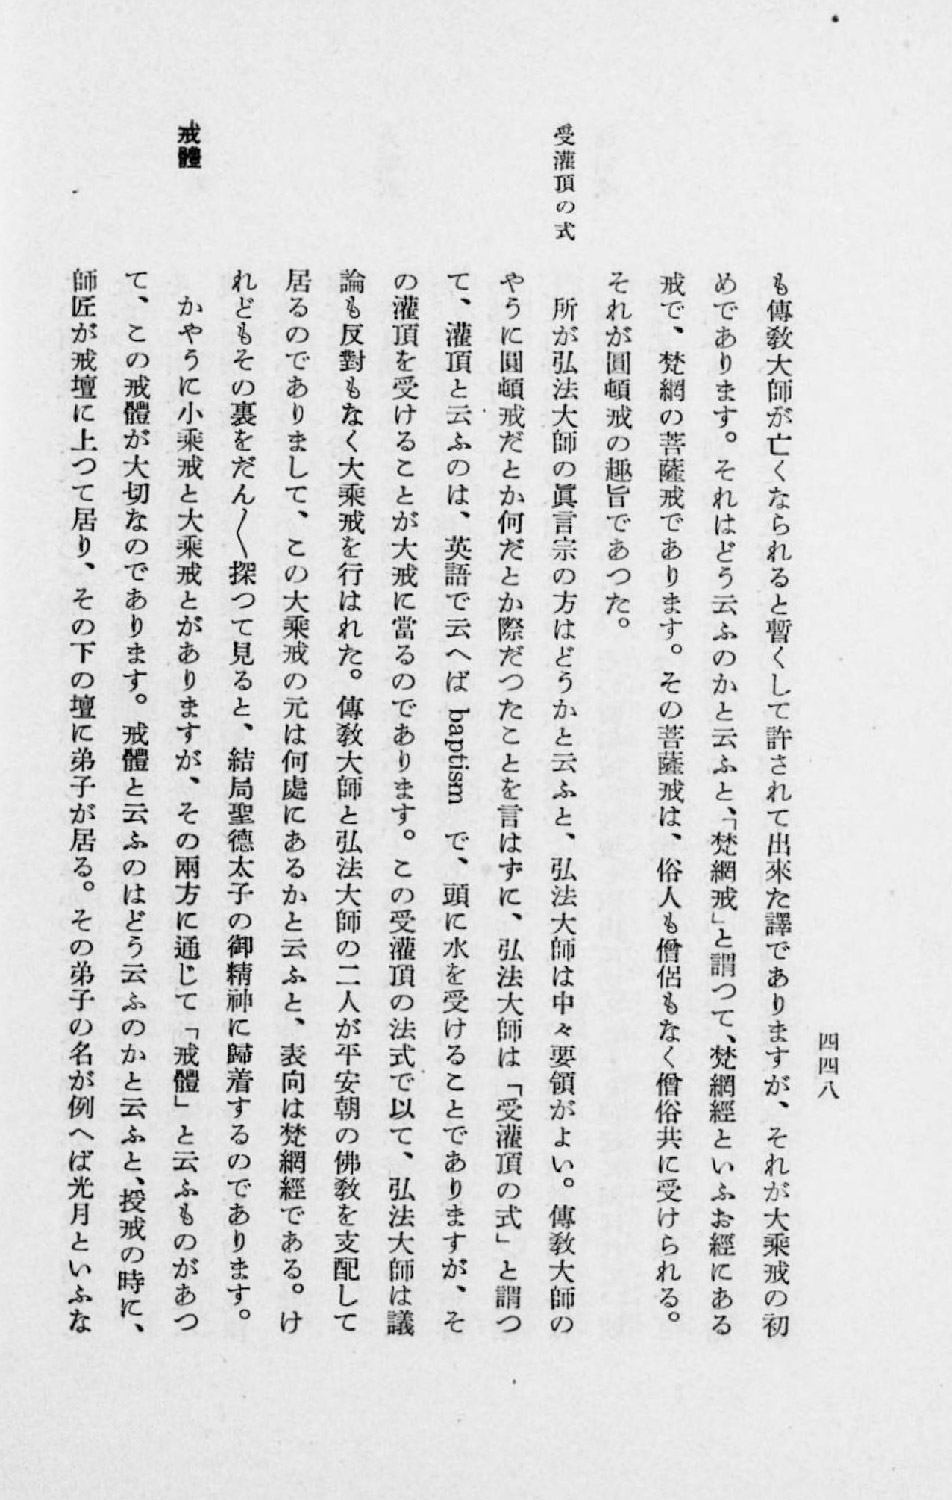 四四八
も傳敎大師が亡くなられると暫くして許されて出來た譯でありますが、それが大乘戒の初
めであります。それはどう云ふのかと云ふと、「梵網戒」と謂つて、梵網經といふお經にある
戒で、梵網の菩薩戒であります。その菩薩戒は、俗人も僧侶もなく僧俗共に受けられる。
それが圓頓戒の趣旨であつた。
受灌頂の式
所が弘法大師の眞言宗の方はどうかと云ふと、弘法大師は中々要領がよい。傳敎大師の
やうに圓頓戒だとか何だとか際だつたことを言はずに、弘法大師は「受灌頂の式」と謂つ
て、灌頂と云ふのは、英語で云へば baptism で、頭に水を受けることでありますが、そ
の灌頂を受けることが大戒に當るのであります。この受灌頂の法式で以て、弘法大師は議
論も反對もなく大乘戒を行はれた。傳敎大師と弘法大師の二人が平安朝の佛敎を支配して
居るのでありまして、この大乘戒の元は何處にあるかと云ふと、表向は梵網經である。け
れどもその裏をだん〱探つて見ると、結局聖德太子の御精神に歸着するのであります。
戒體
かやうに小乘戒と大乘戒とがありますが、その兩方に通じて「戒體」と云ふものがあつ
て、この戒體が大切なのであります。戒體と云ふのはどう云ふのかと云ふと、授戒の時に、
師匠が戒壇に上つて居り、その下の壇に弟子が居る。その弟子の名が例へば光月といふな